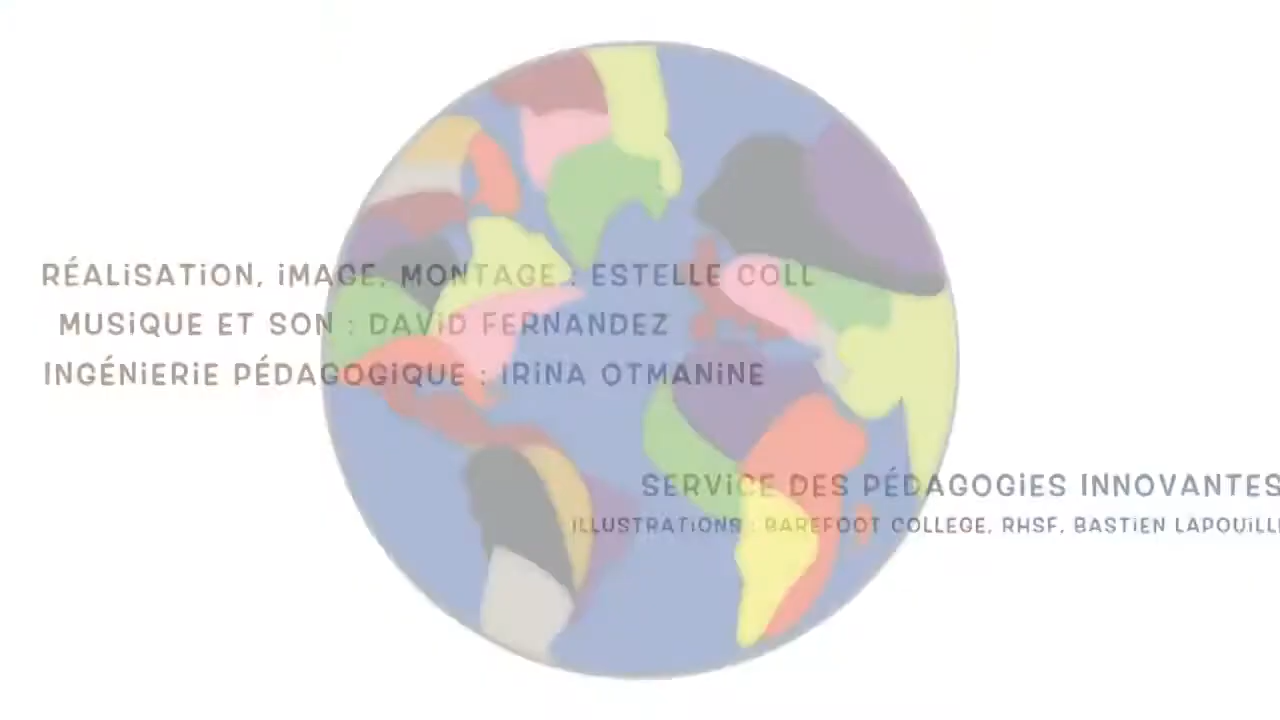 RÉALISATION, IMAGE, MONTAGE : ESTELLE COLL
MUSIQUE ET SON : DAVID FERNANDEZ
INGÉNIERIE PÉDAGOGIQUE : IRINA OTMANINE
SERVICE DES PÉDAGOGIES INNOVANTES
ILLUSTRATIONS : BAREFOOT COLLEGE, RHSF, BASTIEN